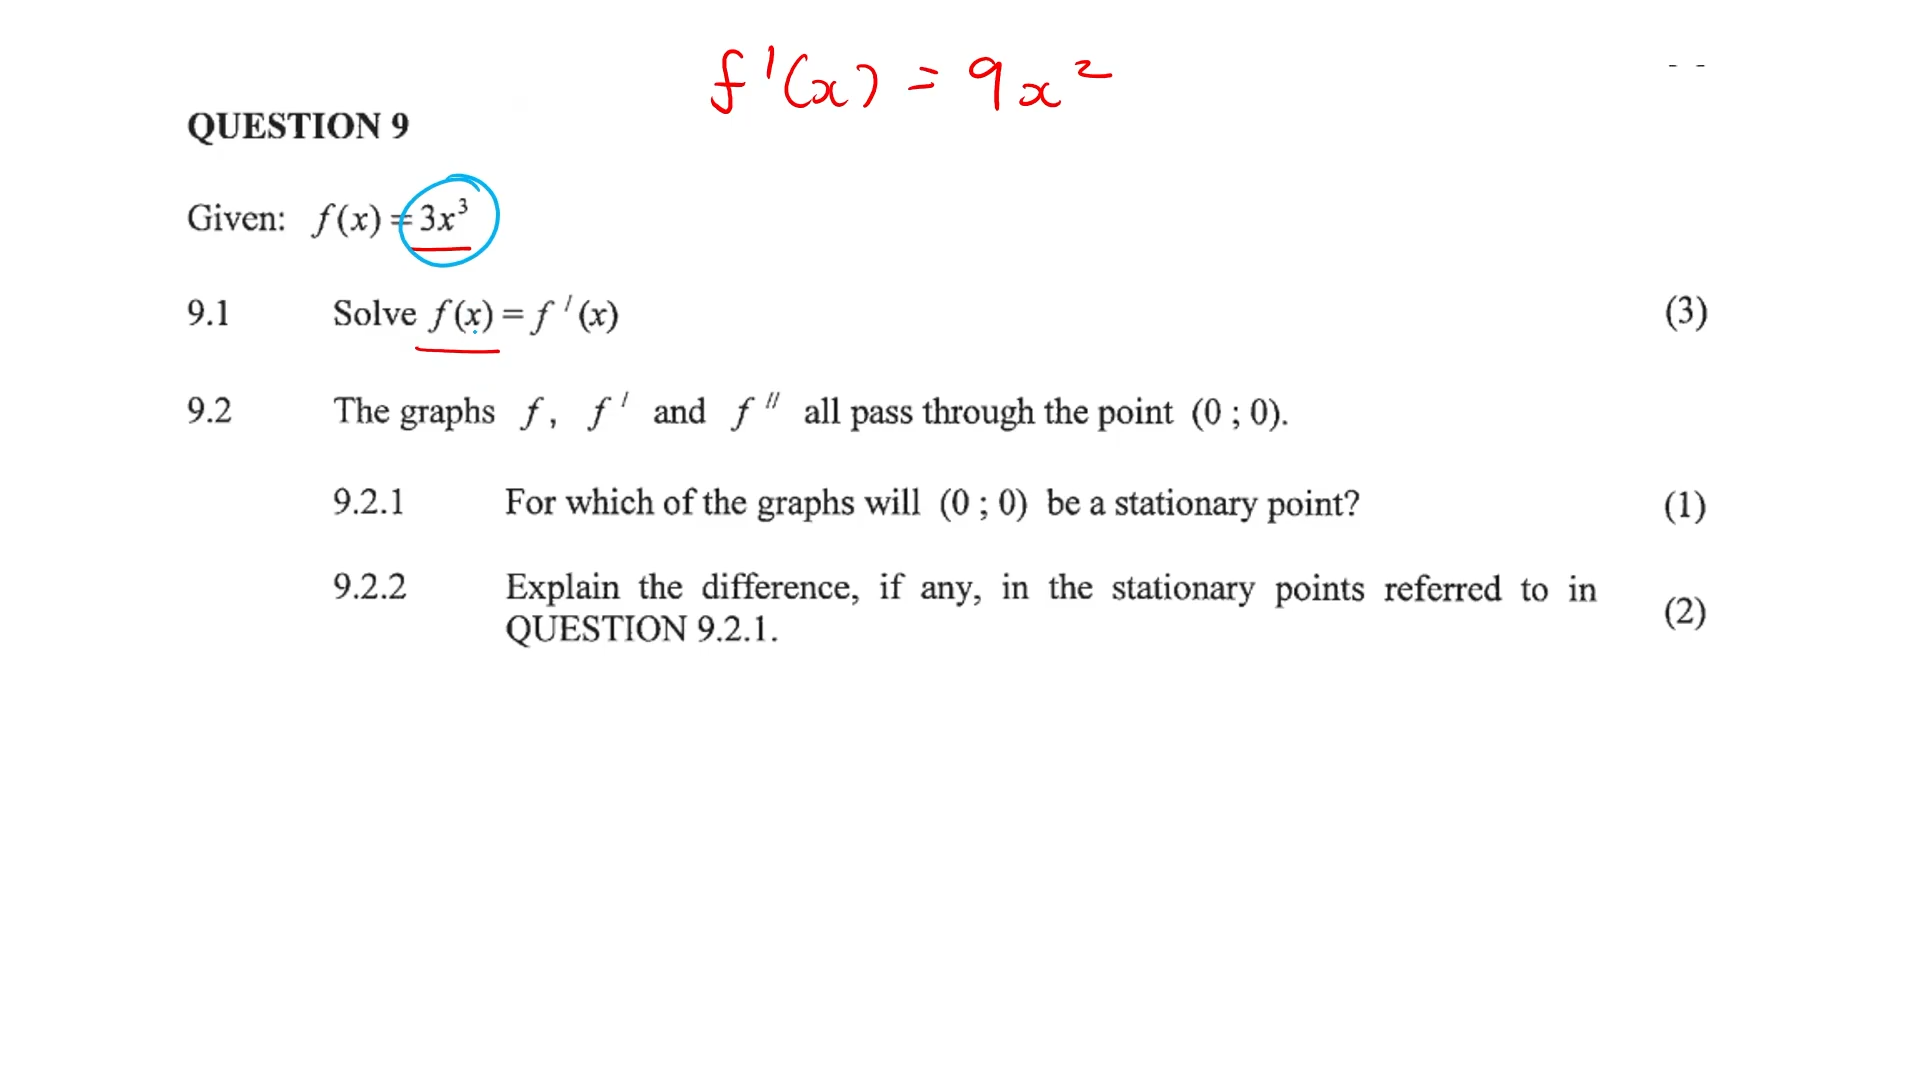 f'(x) = 9x²
QUESTION 9
Given: f(x) = 3x³
9.1 Solve f(x) = f ′(x) (3)
9.2 The graphs f, f ′ and f ″ all pass through the point (0 ; 0).
9.2.1 For which of the graphs will (0 ; 0) be a stationary point? (1)
9.2.2 Explain the difference, if any, in the stationary points referred to in
QUESTION 9.2.1. (2)